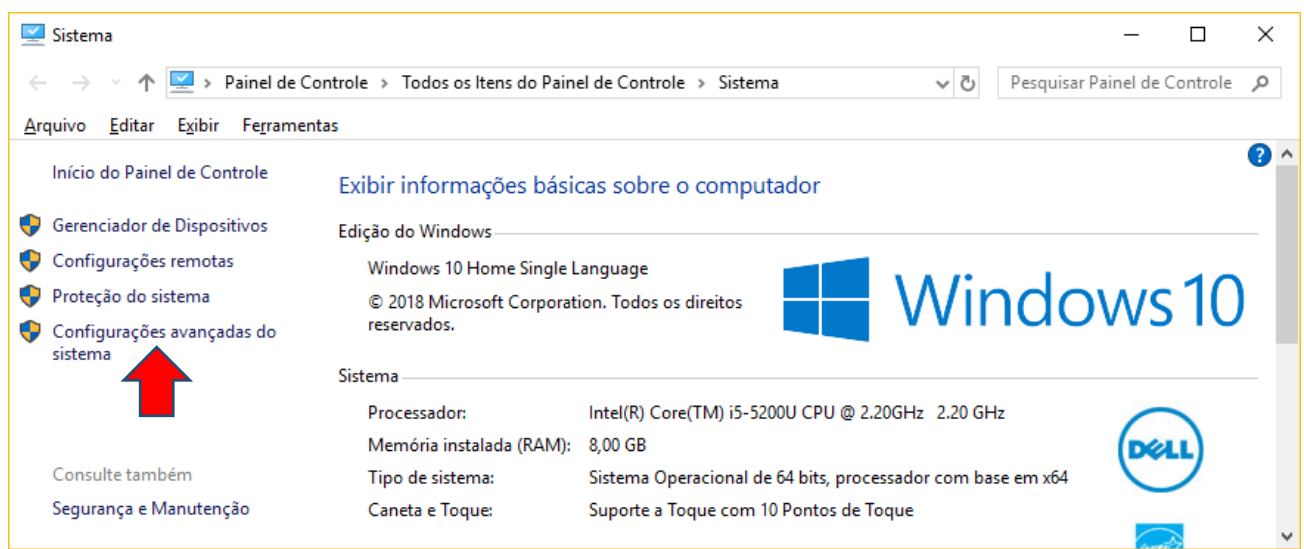 Sistema
Painel de Controle > Todos os Itens do Painel de Controle > Sistema
Pesquisar Painel de Controle
Arquivo Editar Exibir Ferramentas
?
Início do Painel de Controle
Gerenciador de Dispositivos
Configurações remotas
Proteção do sistema
Configurações avançadas do
sistema
Consulte também
Segurança e Manutenção
Exibir informações básicas sobre o computador
Edição do Windows
Windows 10 Home Single Language
© 2018 Microsoft Corporation. Todos os direitos
reservados.
Windows 10
Sistema
Processador: Intel(R) Core(TM) i5-5200U CPU @ 2.20GHz 2.20 GHz
Memória instalada (RAM): 8,00 GB
Tipo de sistema: Sistema Operacional de 64 bits, processador com base em x64
Caneta e Toque: Suporte a Toque com 10 Pontos de Toque
DELL